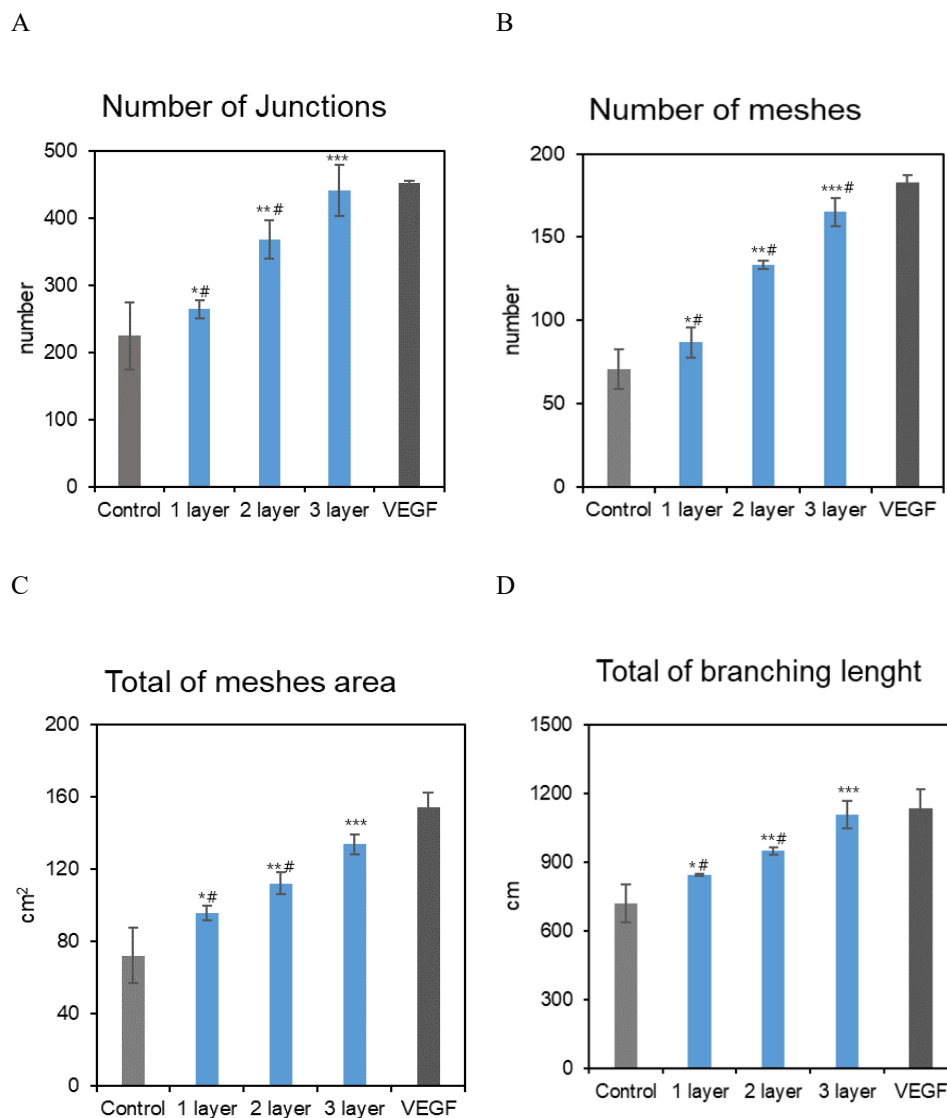 A
B
Number of Junctions
500
400
300
200
100
0
number
*#
**#
***
Control 1 layer 2 layer 3 layer VEGF
Number of meshes
200
150
100
50
0
number
*#
**#
***#
Control 1 layer 2 layer 3 layer VEGF
C
D
Total of meshes area
200
160
120
80
40
0
cm²
*#
**#
***
Control 1 layer 2 layer 3 layer VEGF
Total of branching lenght
1500
1200
900
600
300
0
cm
*#
**#
***
Control 1 layer 2 layer 3 layer VEGF